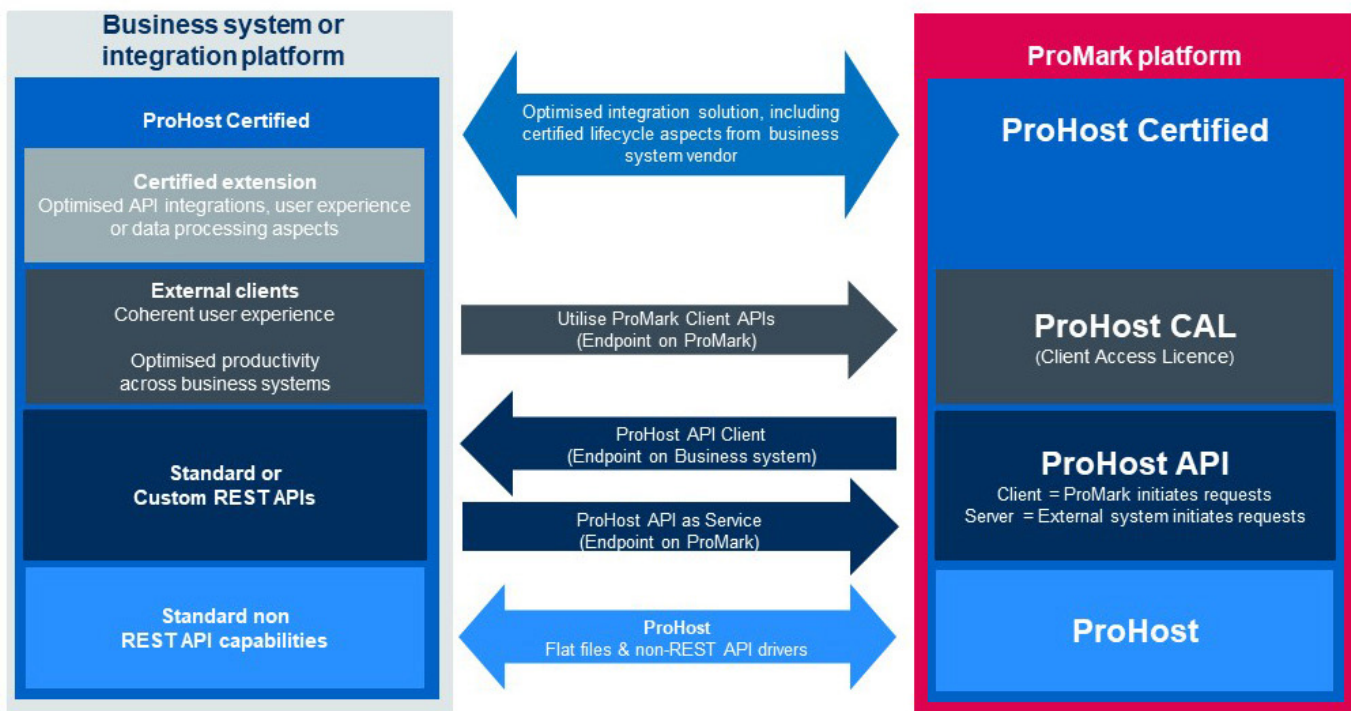 Business system or
integration platform
ProHost Certified
Certified extension
Optimised API integrations, user experience
or data processing aspects
External clients
Coherent user experience
Optimised productivity
across business systems
Standard or
Custom REST APIs
Standard non
REST API capabilities
Optimised integration solution, including
certified lifecycle aspects from business
system vendor
Utilise ProMark Client APIs
(Endpoint on ProMark)
ProHost API Client
(Endpoint on Business system)
ProHost API as Service
(Endpoint on ProMark)
ProHost
Flat files & non-REST API drivers
ProMark platform
ProHost Certified
ProHost CAL
(Client Access Licence)
ProHost API
Client = ProMark initiates requests
Server = External system initiates requests
ProHost